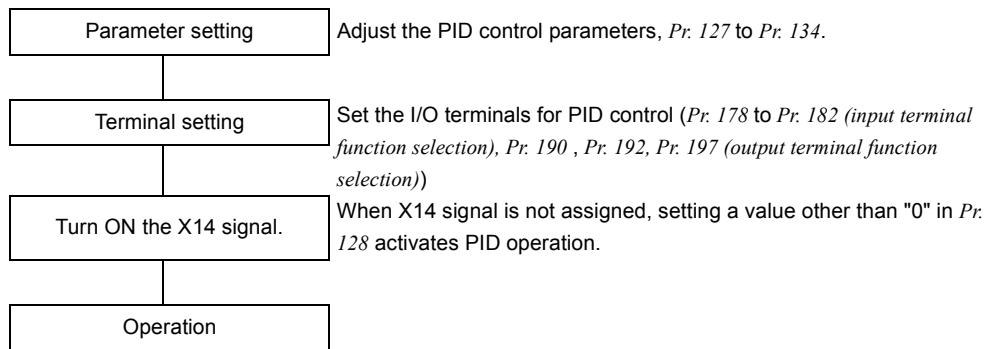 Parameter setting
Adjust the PID control parameters, Pr. 127 to Pr. 134.
Terminal setting
Set the I/O terminals for PID control (Pr. 178 to Pr. 182 (input terminal
function selection), Pr. 190 , Pr. 192, Pr. 197 (output terminal function
selection))
Turn ON the X14 signal.
When X14 signal is not assigned, setting a value other than "0" in Pr.
128 activates PID operation.
Operation